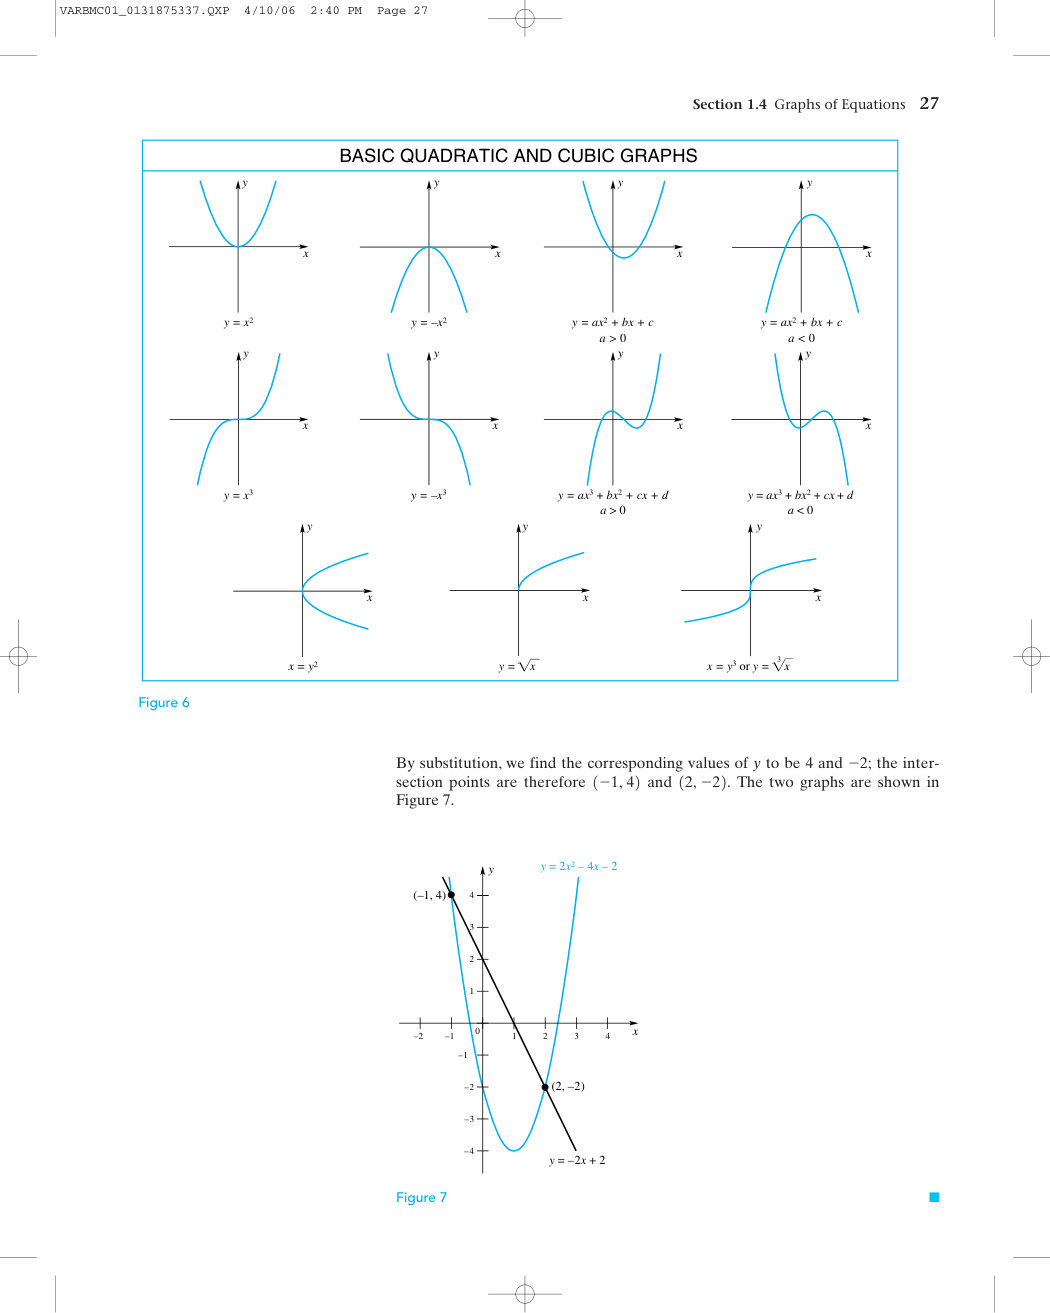 VARBMC01_0131875337.QXP 4/10/06 2:40 PM Page 27
Section 1.4 Graphs of Equations 27
BASIC QUADRATIC AND CUBIC GRAPHS
y y y y
x x x x
y = x² y = –x² y = ax² + bx + c y = ax² + bx + c
a > 0 a < 0
y y y y
x x x x
y = x³ y = –x³ y = ax³ + bx² + cx + d y = ax³ + bx² + cx + d
a > 0 a < 0
y y y
x x x
x = y² y = √x x = y³ or y = ∛x
Figure 6
By substitution, we find the corresponding values of y to be 4 and −2; the inter-
section points are therefore (−1, 4) and (2, −2). The two graphs are shown in
Figure 7.
y = 2x² – 4x – 2
y
(–1, 4) 4
3
2
1
0 x
–2 –1 1 2 3 4
–1
–2 (2, –2)
–3
–4
y = –2x + 2
Figure 7